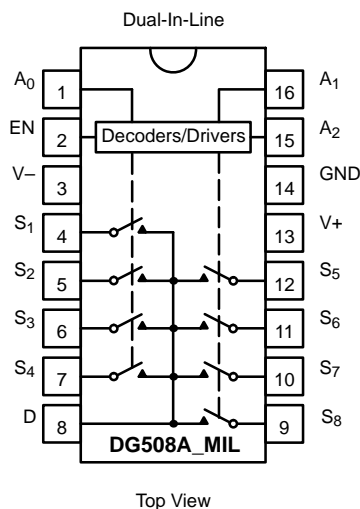 Dual-In-Line
A0 1 16 A1
EN 2 Decoders/Drivers 15 A2
V– 3 14 GND
S1 4 13 V+
S2 5 12 S5
S3 6 11 S6
S4 7 10 S7
D 8 9 S8
DG508A_MIL
Top View